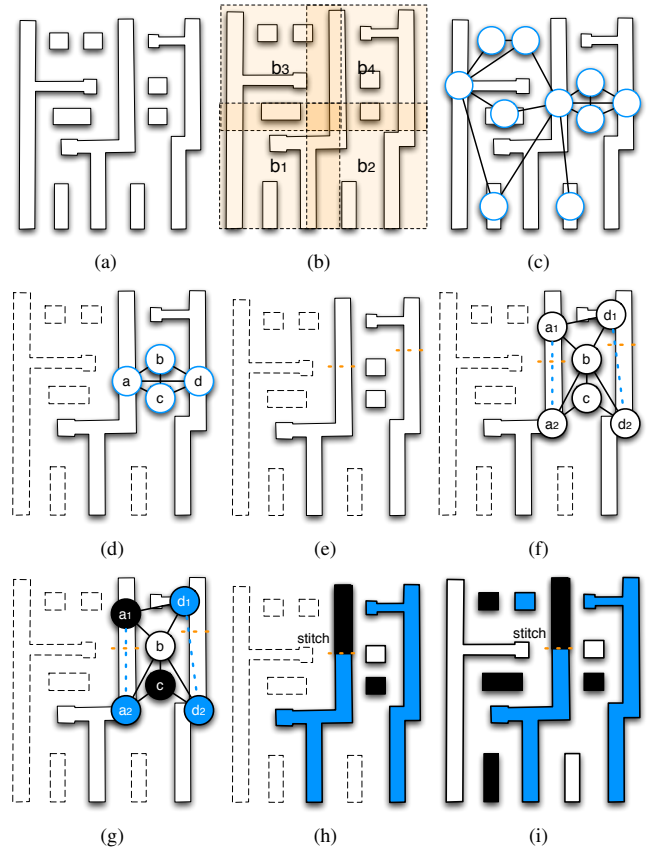 (a)
b3
b4
b1
b2
(b)
(c)
a
b
c
d
(d)
(e)
a1
d1
b
c
a2
d2
(f)
a1
d1
b
c
a2
d2
(g)
stitch
(h)
stitch
(i)